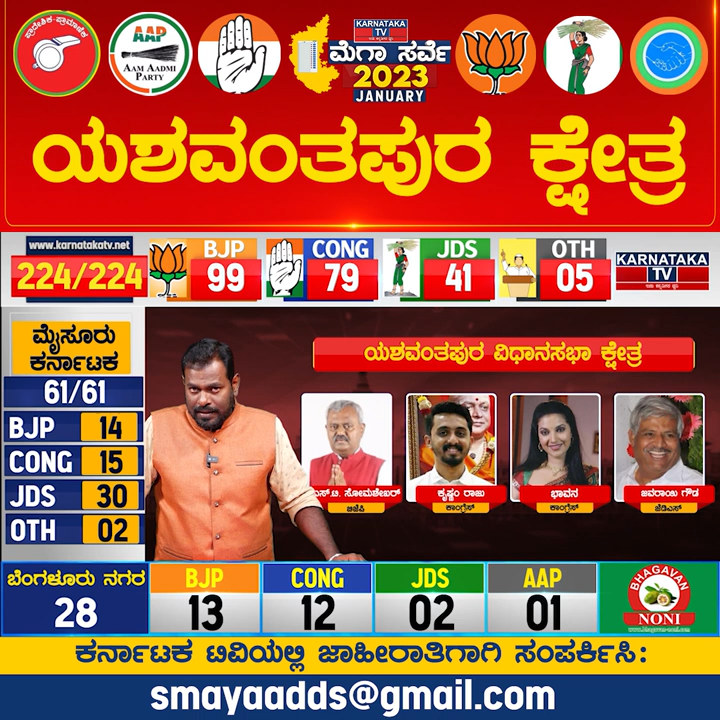 ಪ್ರಾದೇಶಿಕ-ಪ್ರಾಮಾಣಿಕ
AAP
AAM AADMI
PARTY
KARNATAKA
TV
ಮೆಗಾ ಸರ್ವೆ
2023
JANUARY
ಯಶವಂತಪುರ ಕ್ಷೇತ್ರ
www.karnatakatv.net
224/224
BJP
99
CONG
79
JDS
41
OTH
05
KARNATAKA
TV
ಮೈಸೂರು
ಕರ್ನಾಟಕ
61/61
BJP 14
CONG 15
JDS 30
OTH 02
ಯಶವಂತಪುರ ವಿಧಾನಸಭಾ ಕ್ಷೇತ್ರ
ಎಸ್.ಟಿ. ಸೋಮಶೇಖರ್
ಬಿಜೆಪಿ
ಕೃಷ್ಣಂ ರಾಜು
ಕಾಂಗ್ರೆಸ್
ಭಾವನ
ಕಾಂಗ್ರೆಸ್
ಜವರಾಯಿ ಗೌಡ
ಜೆಡಿಎಸ್
ಬೆಂಗಳೂರು ನಗರ
28
BJP
13
CONG
12
JDS
02
AAP
01
BHAGAVAN
NONI
ಕರ್ನಾಟಕ ಟಿವಿಯಲ್ಲಿ ಜಾಹೀರಾತಿಗಾಗಿ ಸಂಪರ್ಕಿಸಿ:
smayaadds@gmail.com